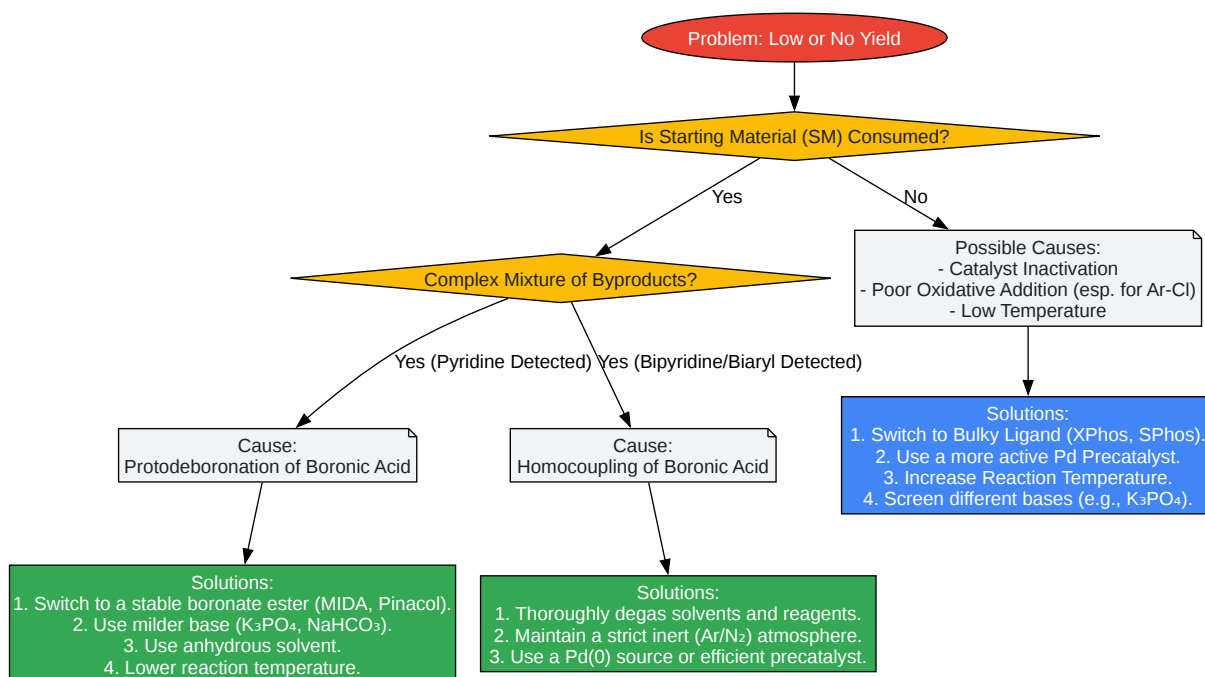 Problem: Low or No Yield
Is Starting Material (SM) Consumed?
Yes
No
Possible Causes:
- Catalyst Inactivation
- Poor Oxidative Addition (esp. for Ar-Cl)
- Low Temperature
Complex Mixture of Byproducts?
Yes (Pyridine Detected)
Yes (Bipyridine/Biaryl Detected)
Solutions:
1. Switch to Bulky Ligand (XPhos, SPhos).
2. Use a more active Pd Precatalyst.
3. Increase Reaction Temperature.
4. Screen different bases (e.g., K₃PO₄).
Cause:
Protodeboronation of Boronic Acid
Cause:
Homocoupling of Boronic Acid
Solutions:
1. Switch to a stable boronate ester (MIDA, Pinacol).
2. Use milder base (K₃PO₄, NaHCO₃).
3. Use anhydrous solvent.
4. Lower reaction temperature.
Solutions:
1. Thoroughly degas solvents and reagents.
2. Maintain a strict inert (Ar/N₂) atmosphere.
3. Use a Pd(0) source or efficient precatalyst.